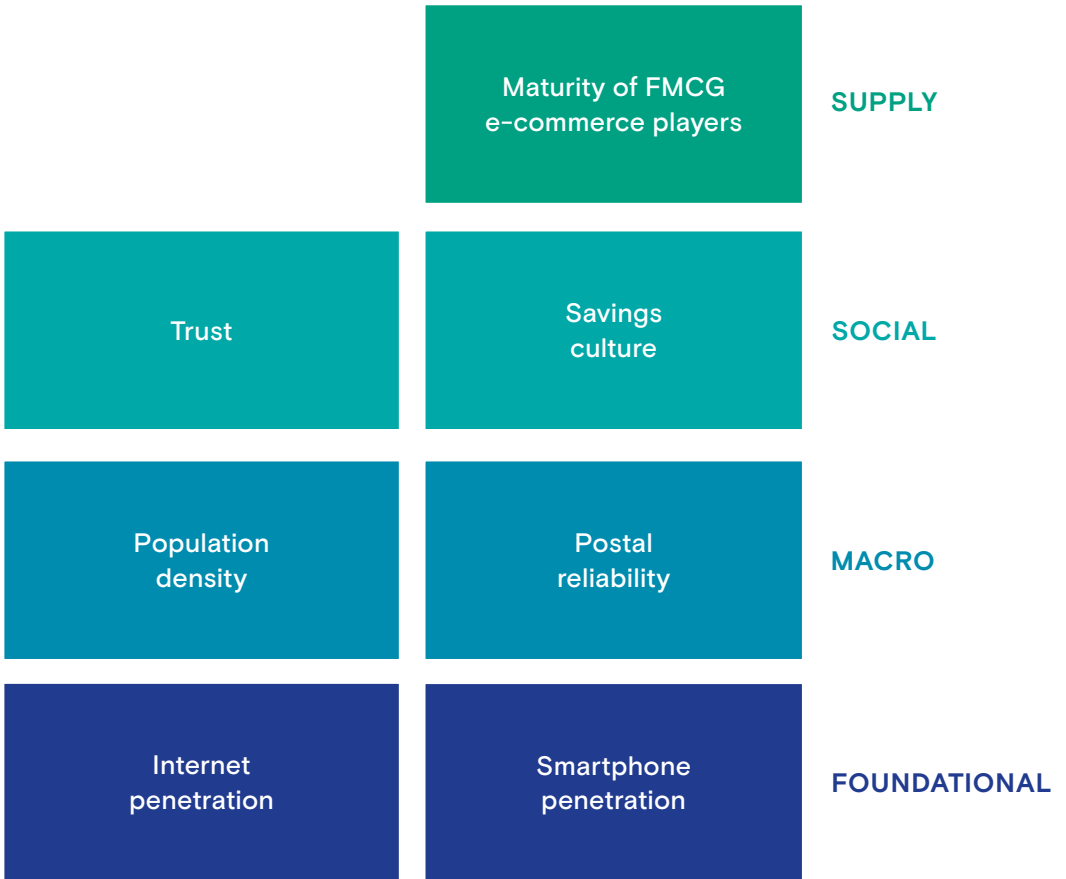 Maturity of FMCG
e-commerce players
SUPPLY
Trust
Savings
culture
SOCIAL
Population
density
Postal
reliability
MACRO
Internet
penetration
Smartphone
penetration
FOUNDATIONAL